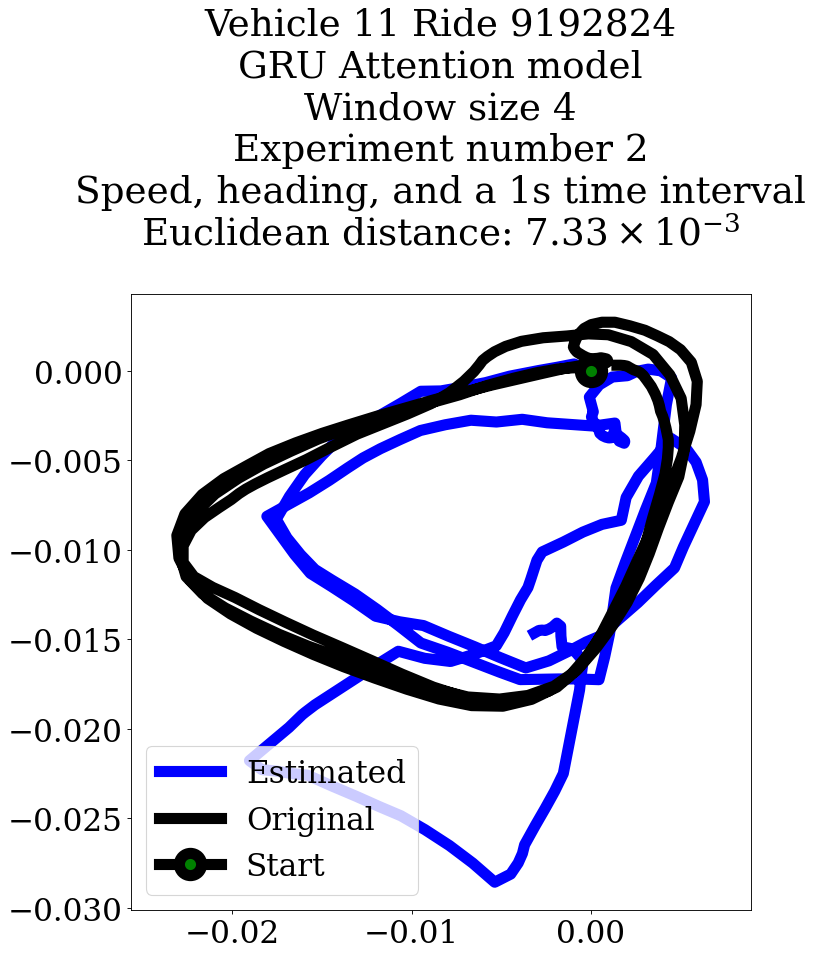 Vehicle 11 Ride 9192824
GRU Attention model
Window size 4
Experiment number 2
Speed, heading, and a 1s time interval
Euclidean distance: 7.33 × 10⁻³
0.000
−0.005
−0.010
−0.015
−0.020
−0.025
−0.030
Estimated
Original
Start
−0.02
−0.01
0.00